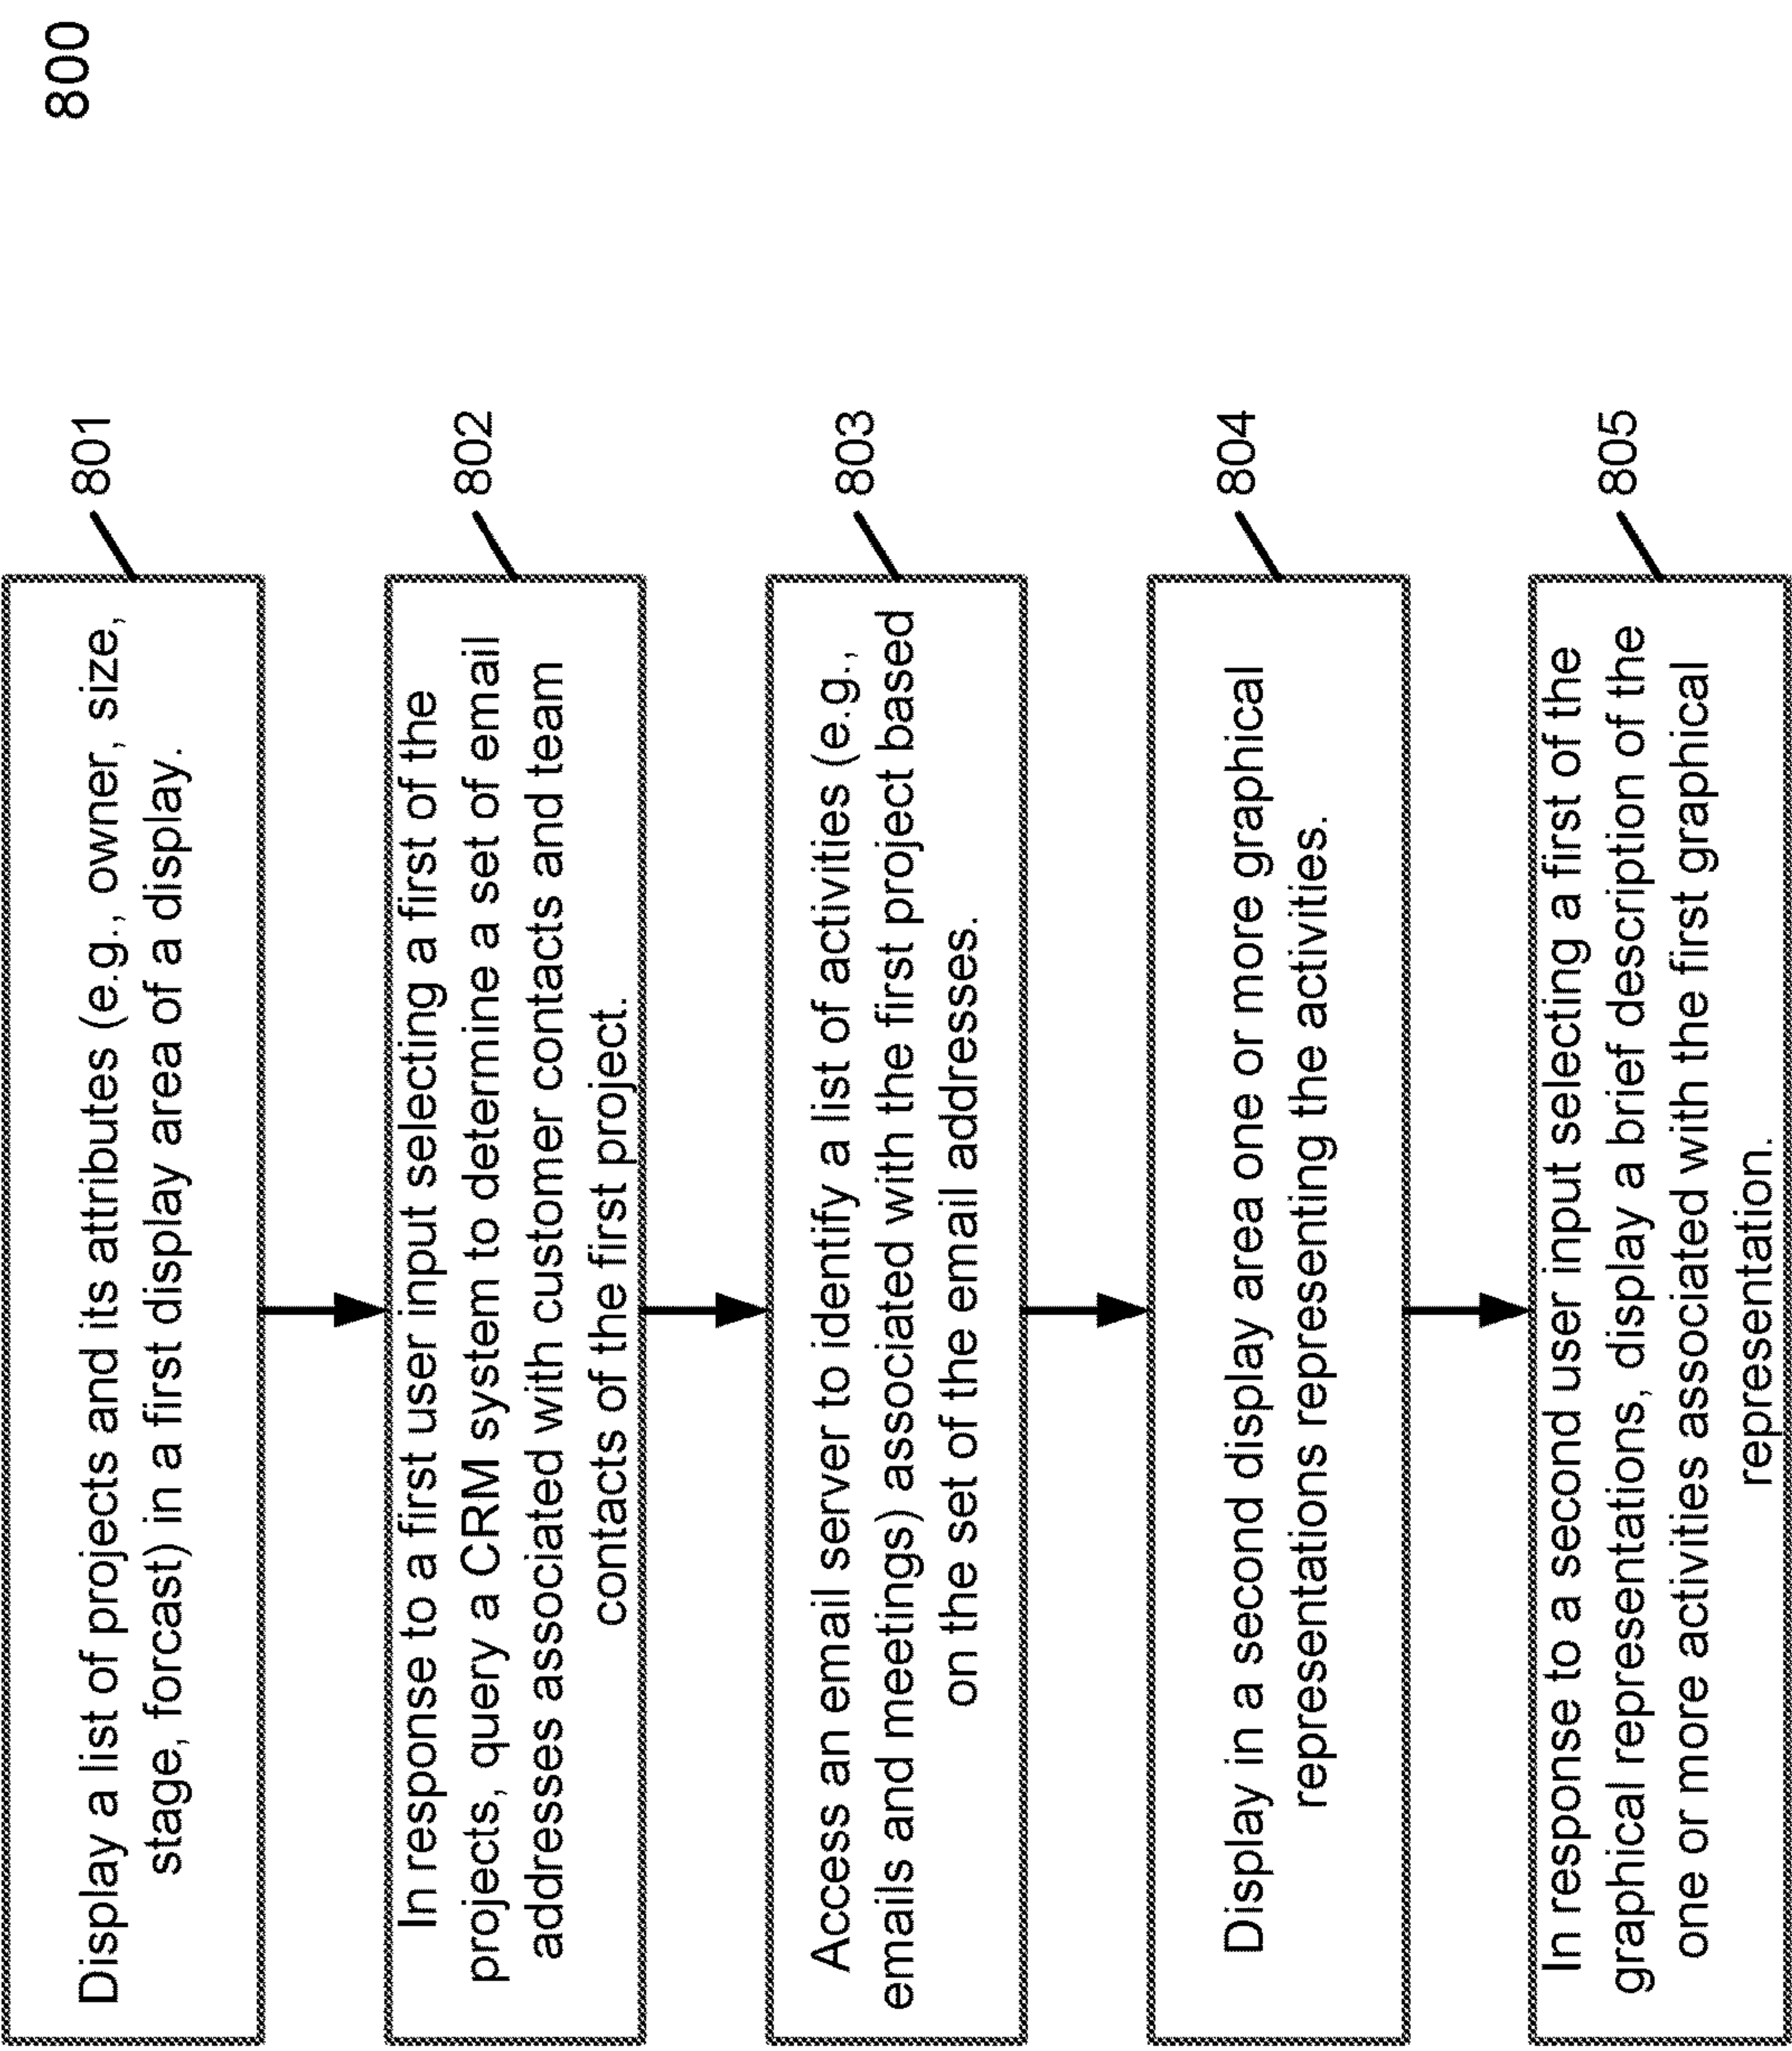 800
Display a list of projects and its attributes (e.g., owner, size,
stage, forcast) in a first display area of a display.
801
In response to a first user input selecting a first of the
projects, query a CRM system to determine a set of email
addresses associated with customer contacts and team
contacts of the first project.
802
Access an email server to identify a list of activities (e.g.,
emails and meetings) associated with the first project based
on the set of the email addresses.
803
Display in a second display area one or more graphical
representations representing the activities.
804
In response to a second user input selecting a first of the
graphical representations, display a brief description of the
one or more activities associated with the first graphical
representation.
805